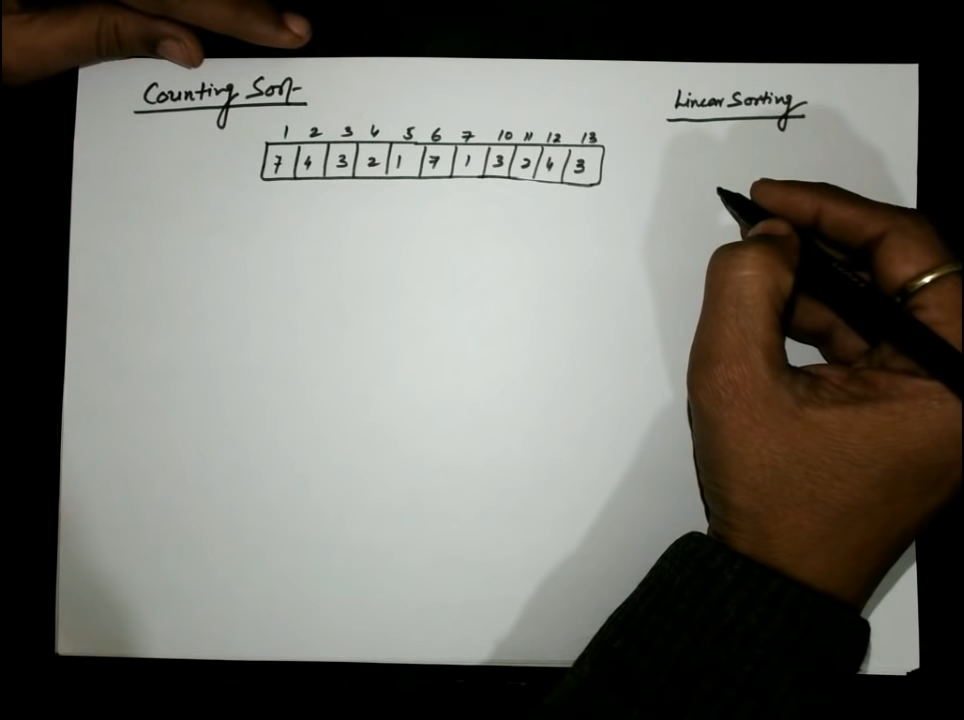 Counting Sort
Linear Sorting
1 2 3 4 5 6 7 10 11 12 13
7 4 3 2 1 7 1 3 2 4 3